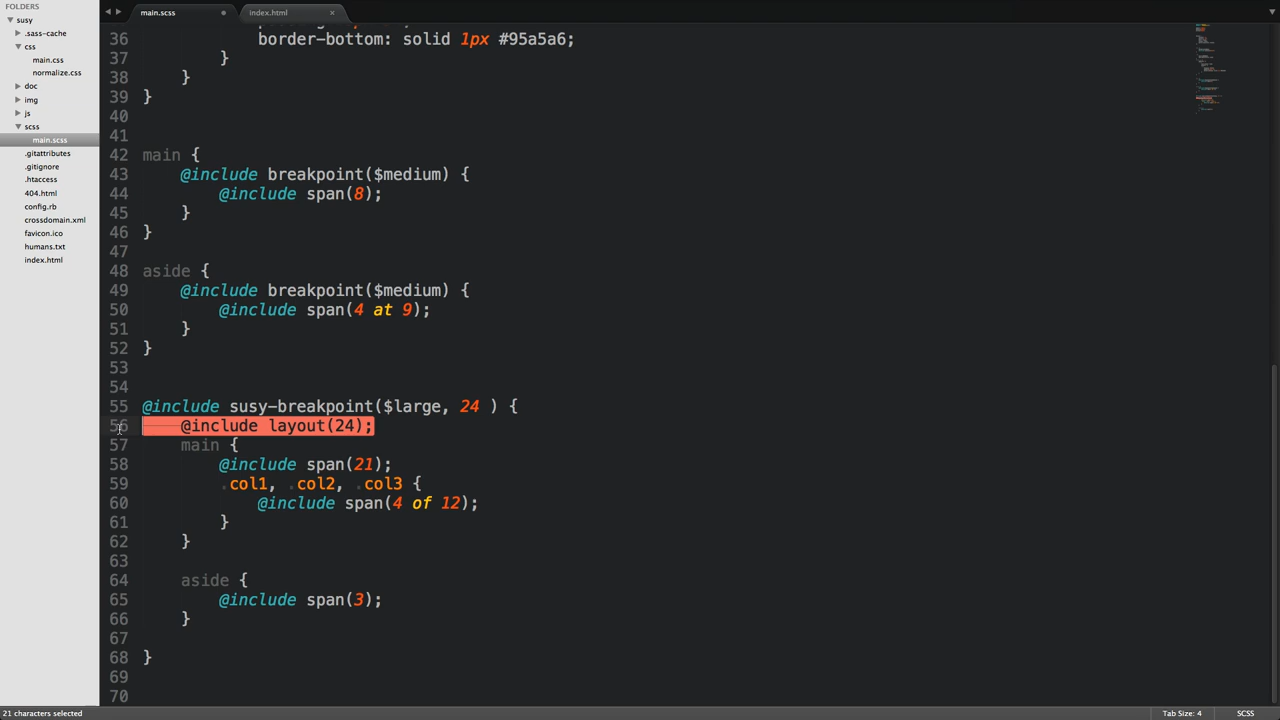 FOLDERS
susy
.sass-cache
css
main.css
normalize.css
doc
img
js
scss
main.scss
.gitattributes
.gitignore
.htaccess
404.html
config.rb
crossdomain.xml
favicon.ico
humans.txt
index.html
main.scss
index.html
36 border-bottom: solid 1px #95a5a6;
37 }
38 }
39 }
40
41
42 main {
43 @include breakpoint($medium) {
44 @include span(8);
45 }
46 }
47
48 aside {
49 @include breakpoint($medium) {
50 @include span(4 at 9);
51 }
52 }
53
54
55 @include susy-breakpoint($large, 24 ) {
56 @include layout(24);
57 main {
58 @include span(21);
59 .col1, .col2, .col3 {
60 @include span(4 of 12);
61 }
62 }
63
64 aside {
65 @include span(3);
66 }
67
68 }
69
70
21 characters selected
Tab Size: 4
SCSS